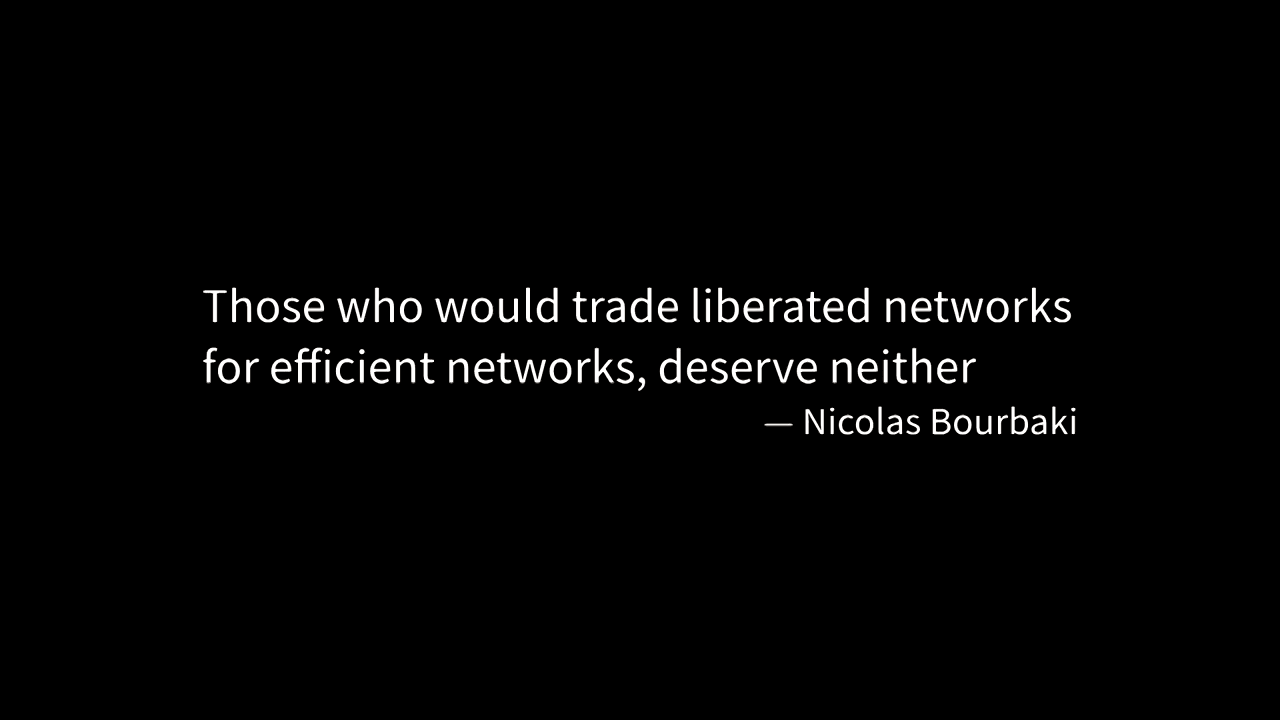 Those who would trade liberated networks
for efficient networks, deserve neither
— Nicolas Bourbaki